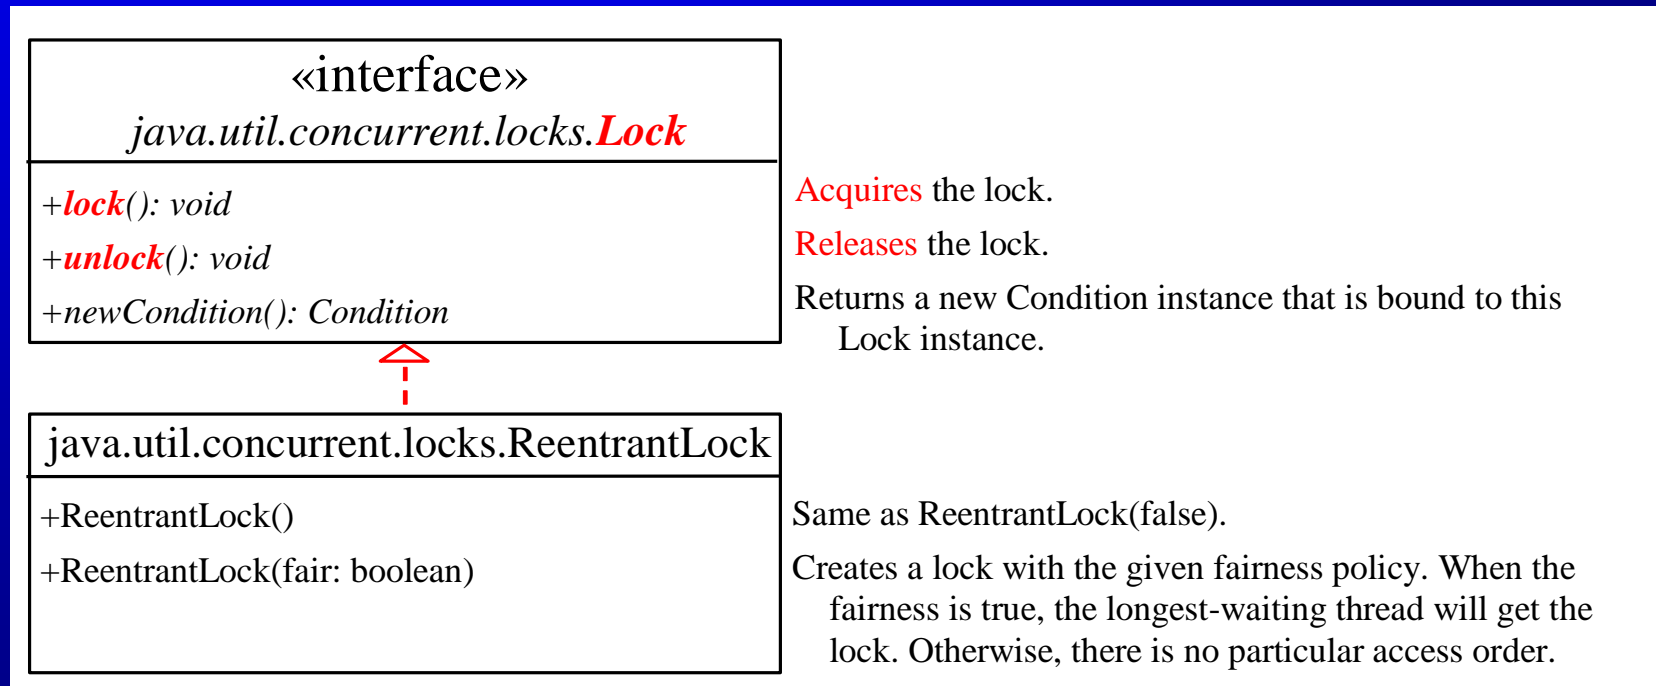 «interface»
java.util.concurrent.locks.Lock
+lock(): void
Acquires the lock.
+unlock(): void
Releases the lock.
+newCondition(): Condition
Returns a new Condition instance that is bound to this
Lock instance.
java.util.concurrent.locks.ReentrantLock
+ReentrantLock()
Same as ReentrantLock(false).
+ReentrantLock(fair: boolean)
Creates a lock with the given fairness policy. When the
fairness is true, the longest-waiting thread will get the
lock. Otherwise, there is no particular access order.